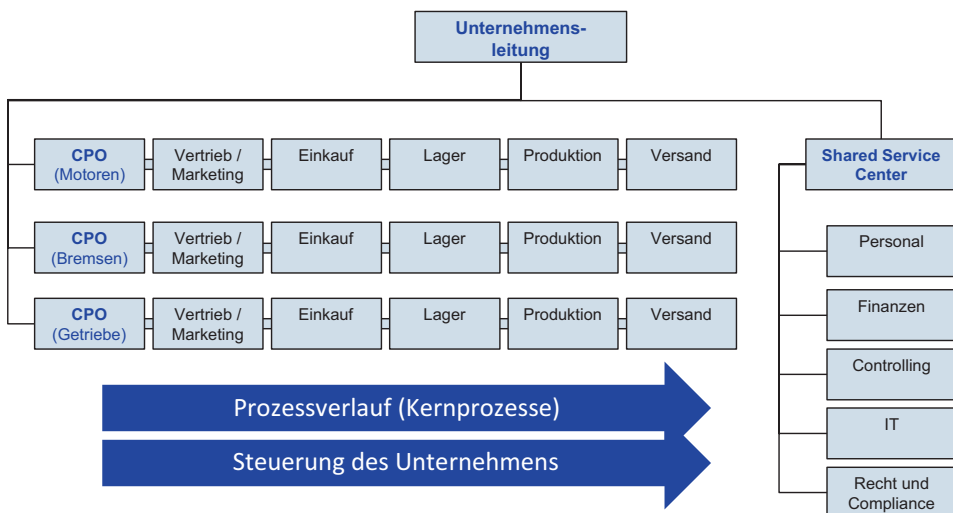 Unternehmens-
leitung
CPO
(Motoren)
Vertrieb /
Marketing
Einkauf
Lager
Produktion
Versand
Shared Service
Center
CPO
(Bremsen)
Vertrieb /
Marketing
Einkauf
Lager
Produktion
Versand
Personal
CPO
(Getriebe)
Vertrieb /
Marketing
Einkauf
Lager
Produktion
Versand
Finanzen
Controlling
Prozessverlauf (Kernprozesse)
IT
Steuerung des Unternehmens
Recht und
Compliance